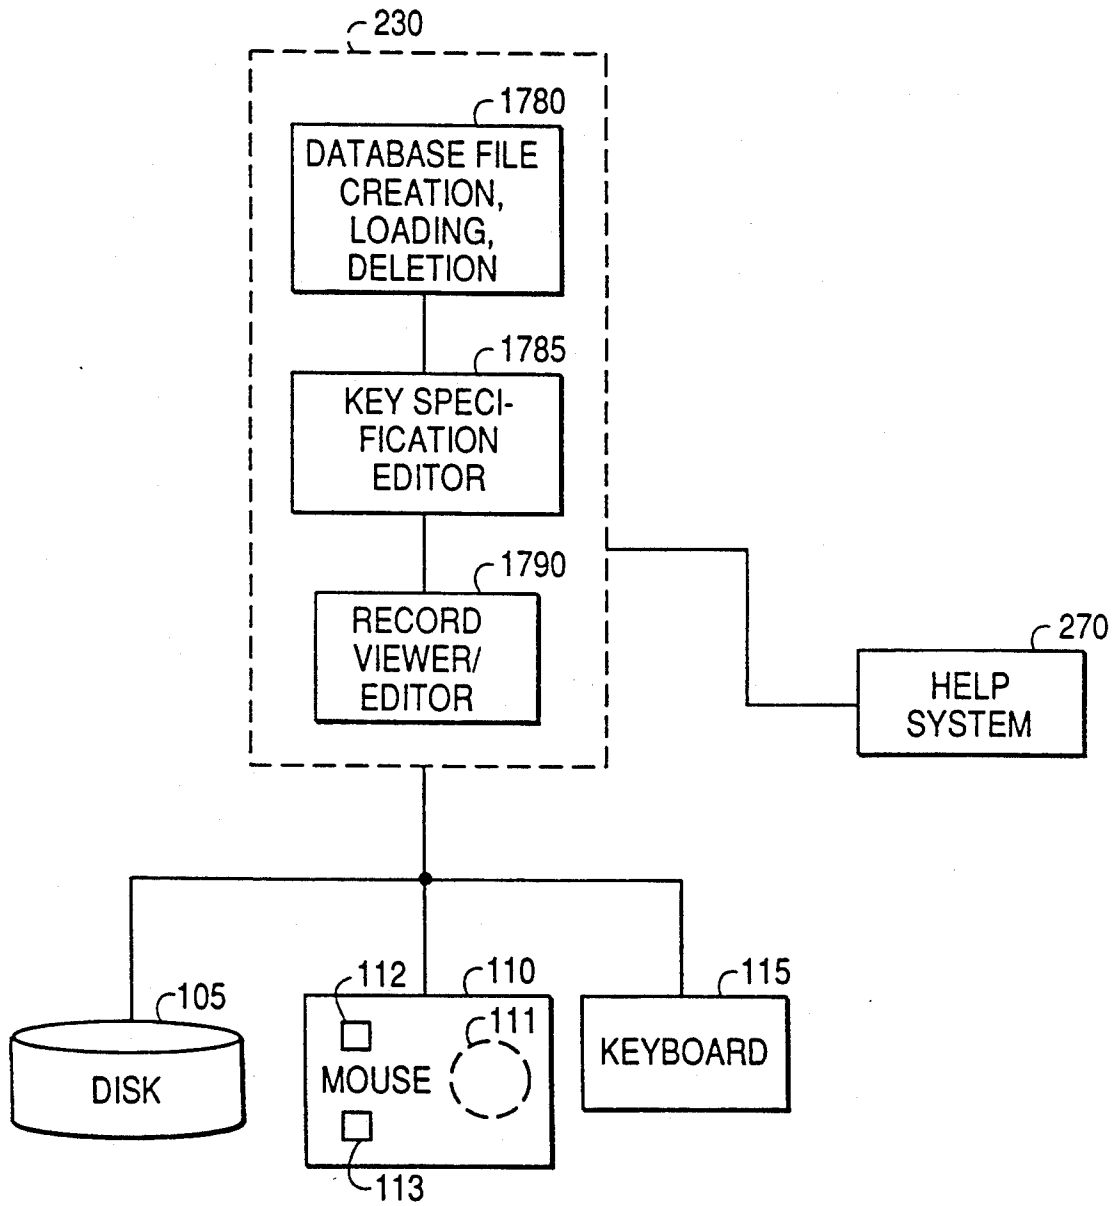 230
1780
DATABASE FILE
CREATION,
LOADING,
DELETION
1785
KEY SPECI-
FICATION
EDITOR
1790
RECORD
VIEWER/
EDITOR
270
HELP
SYSTEM
105
DISK
112
110
111
MOUSE
113
115
KEYBOARD